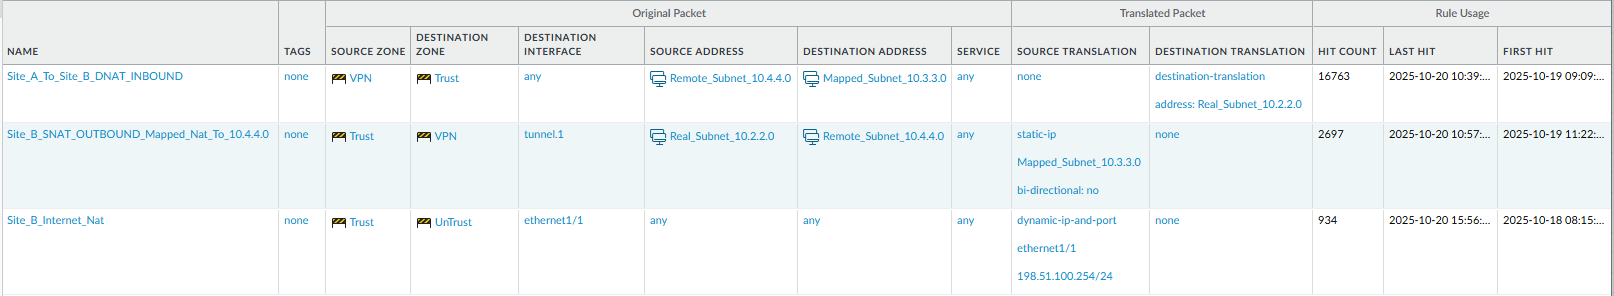 Original Packet Translated Packet Rule Usage
NAME TAGS SOURCE ZONE DESTINATION ZONE DESTINATION INTERFACE SOURCE ADDRESS DESTINATION ADDRESS SERVICE SOURCE TRANSLATION DESTINATION TRANSLATION HIT COUNT LAST HIT FIRST HIT
Site_A_To_Site_B_DNAT_INBOUND none VPN Trust any Remote_Subnet_10.4.4.0 Mapped_Subnet_10.3.3.0 any none destination-translation 16763 2025-10-20 10:39:... 2025-10-19 09:09:...
address: Real_Subnet_10.2.2.0
Site_B_SNAT_OUTBOUND_Mapped_Nat_To_10.4.4.0 none Trust VPN tunnel.1 Real_Subnet_10.2.2.0 Remote_Subnet_10.4.4.0 any static-ip none 2697 2025-10-20 10:57:... 2025-10-19 11:22:...
Mapped_Subnet_10.3.3.0
bi-directional: no
Site_B_Internet_Nat none Trust UnTrust ethernet1/1 any any any dynamic-ip-and-port none 934 2025-10-20 15:56:... 2025-10-18 08:15:...
ethernet1/1
198.51.100.254/24